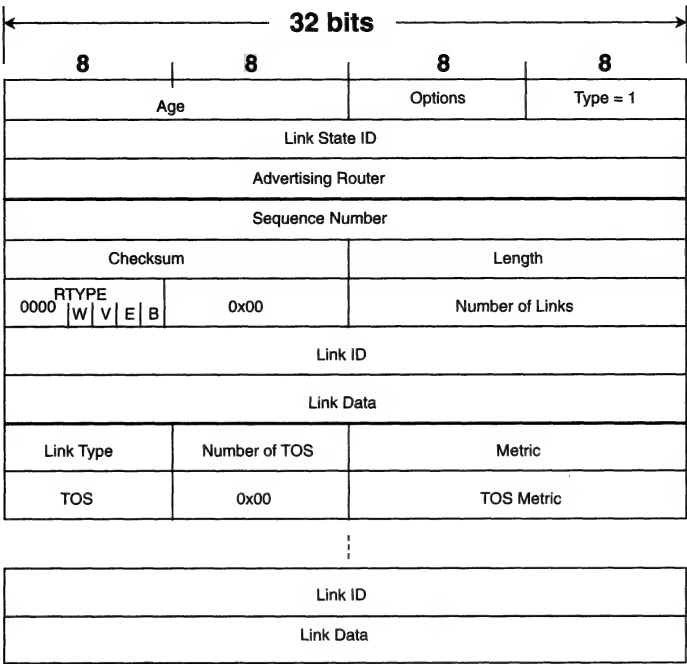 32 bits
8 8 8 8
Age Options Type = 1
Link State ID
Advertising Router
Sequence Number
Checksum Length
RTYPE
0000 W V E B 0x00 Number of Links
Link ID
Link Data
Link Type Number of TOS Metric
TOS 0x00 TOS Metric
Link ID
Link Data